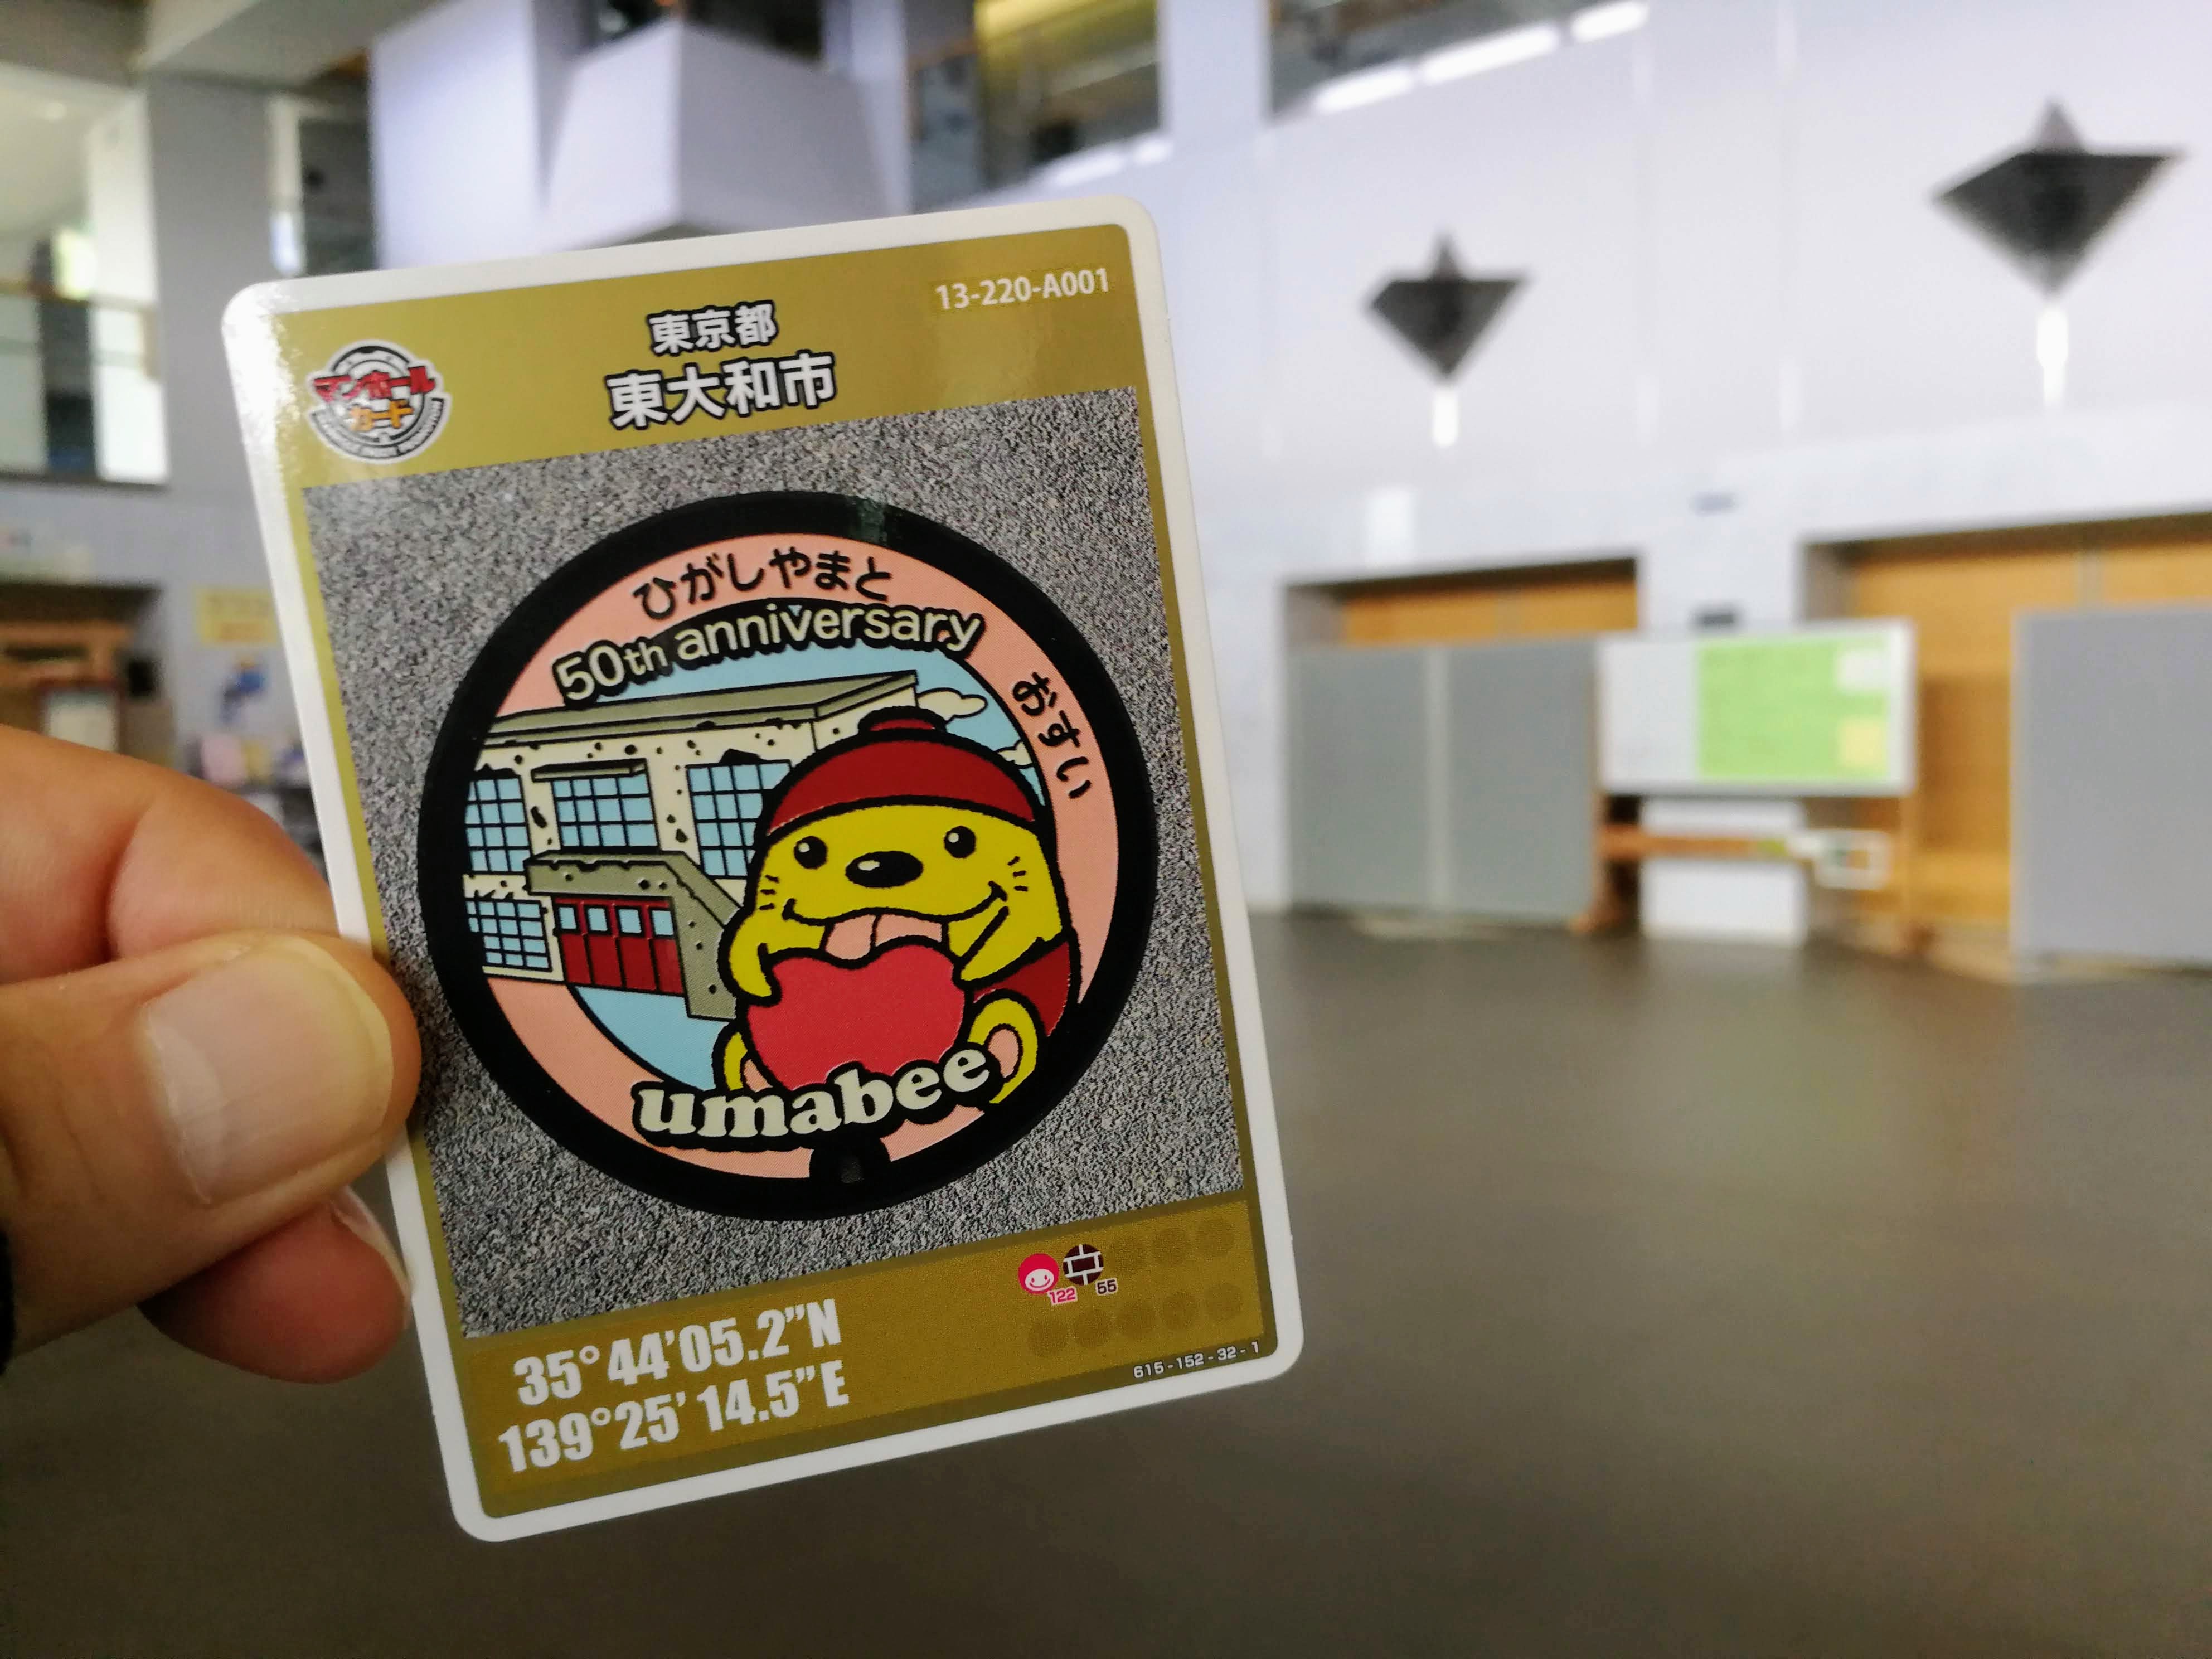 13-220-A001
東京都
東大和市
マンホール
カード
ひがしやまと
50th anniversary
おすい
umabee
122
55
35°44'05.2"N
139°25'14.5"E
615-152-32-1